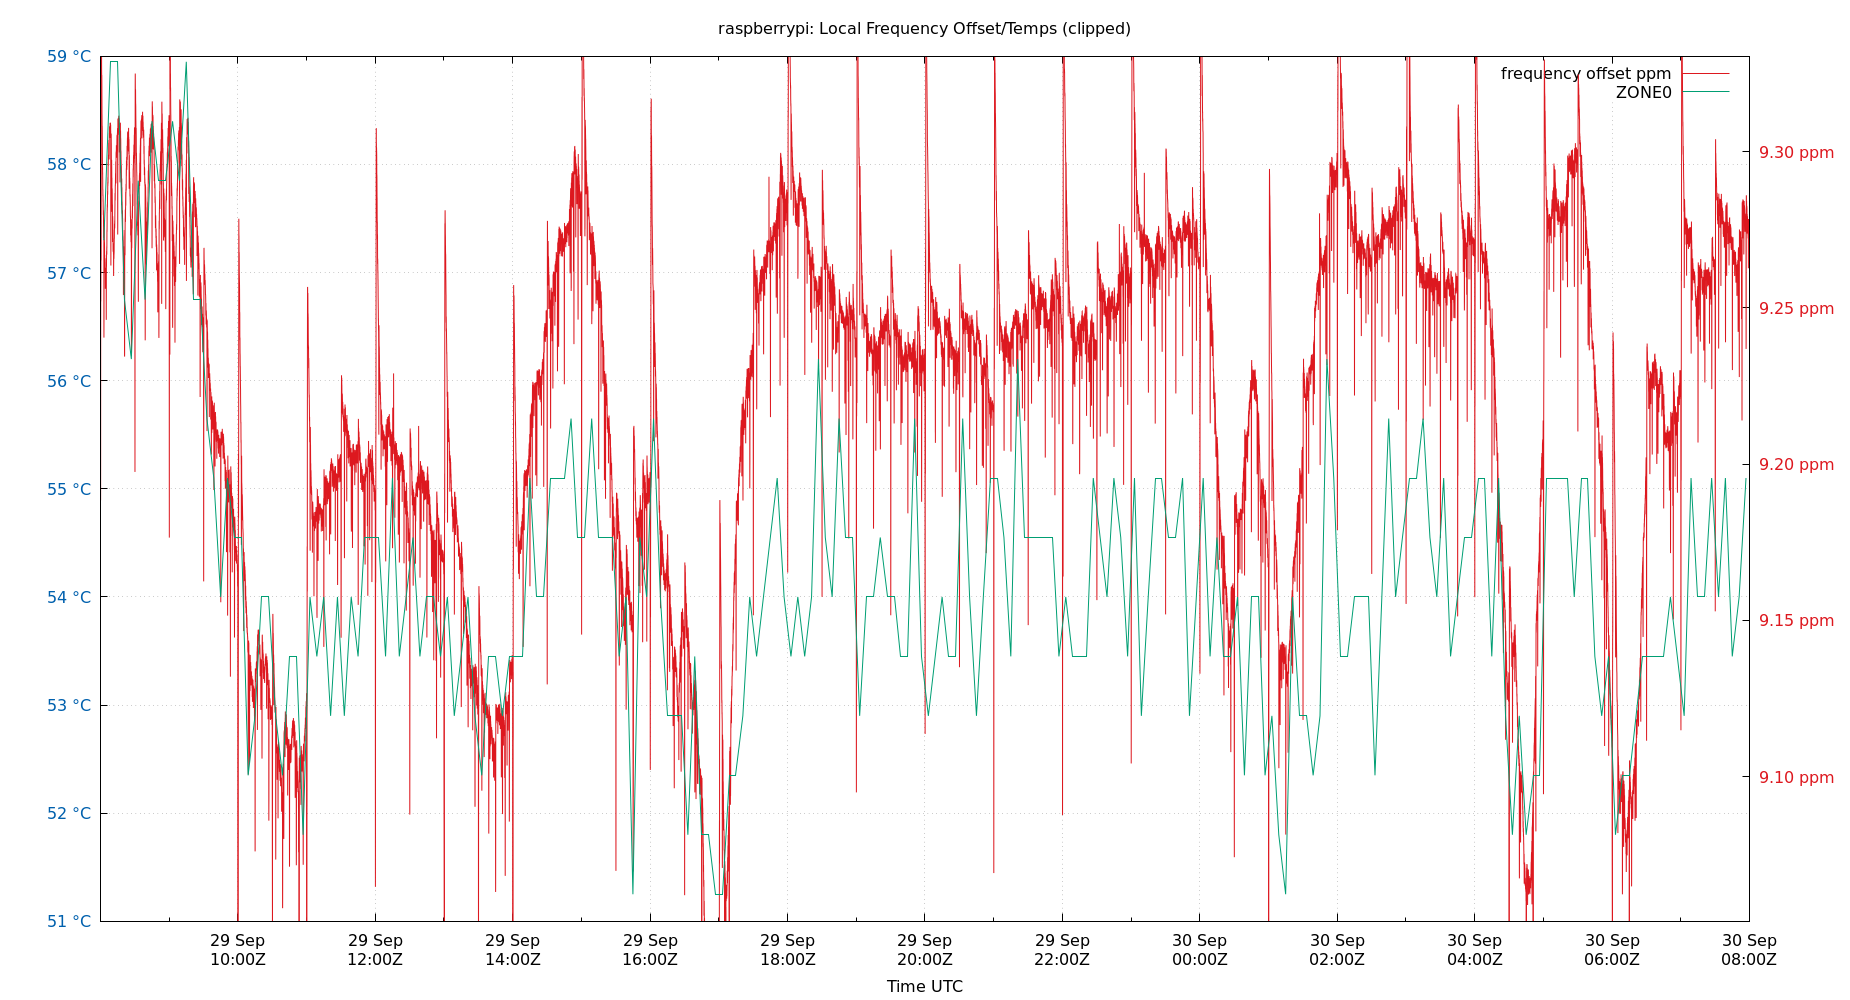 raspberrypi: Local Frequency Offset/Temps (clipped)
59 °C
58 °C
57 °C
56 °C
55 °C
54 °C
53 °C
52 °C
51 °C
frequency offset ppm
ZONE0
9.30 ppm
9.25 ppm
9.20 ppm
9.15 ppm
9.10 ppm
29 Sep 29 Sep 29 Sep 29 Sep 29 Sep 29 Sep 29 Sep 30 Sep 30 Sep 30 Sep 30 Sep 30 Sep
10:00Z 12:00Z 14:00Z 16:00Z 18:00Z 20:00Z 22:00Z 00:00Z 02:00Z 04:00Z 06:00Z 08:00Z
Time UTC